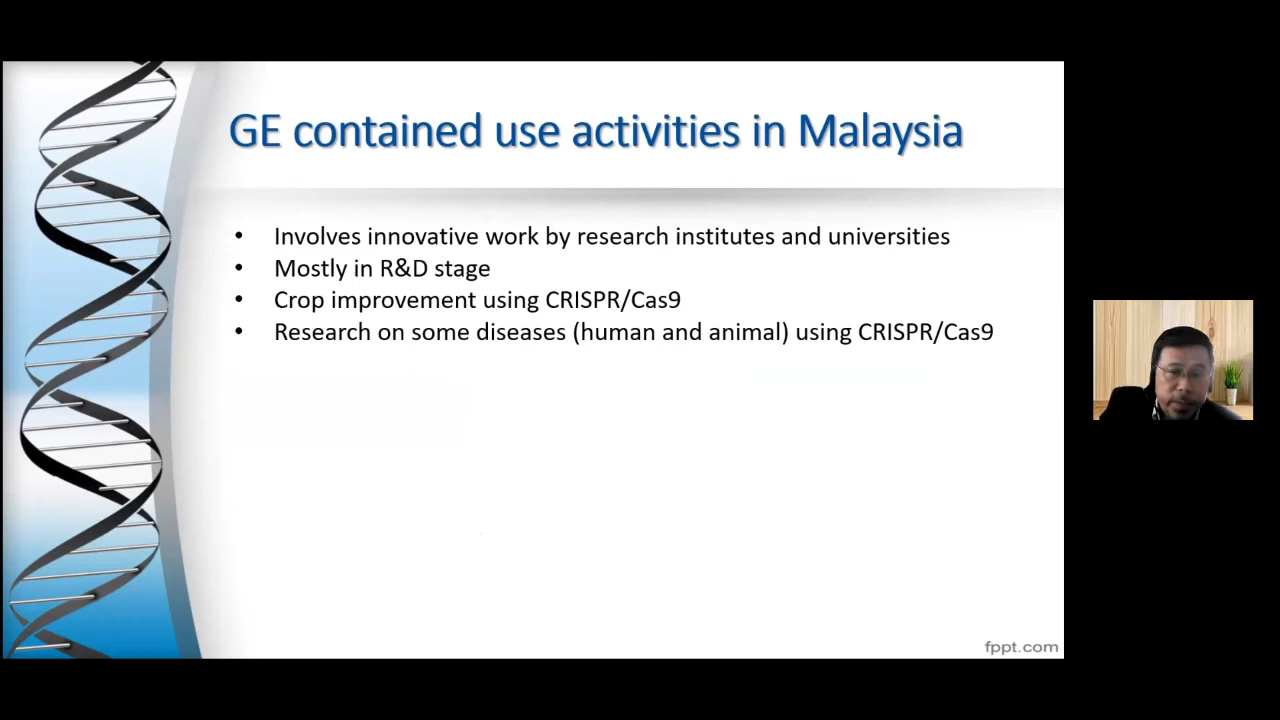 GE contained use activities in Malaysia
• Involves innovative work by research institutes and universities
• Mostly in R&D stage
• Crop improvement using CRISPR/Cas9
• Research on some diseases (human and animal) using CRISPR/Cas9
fppt.com